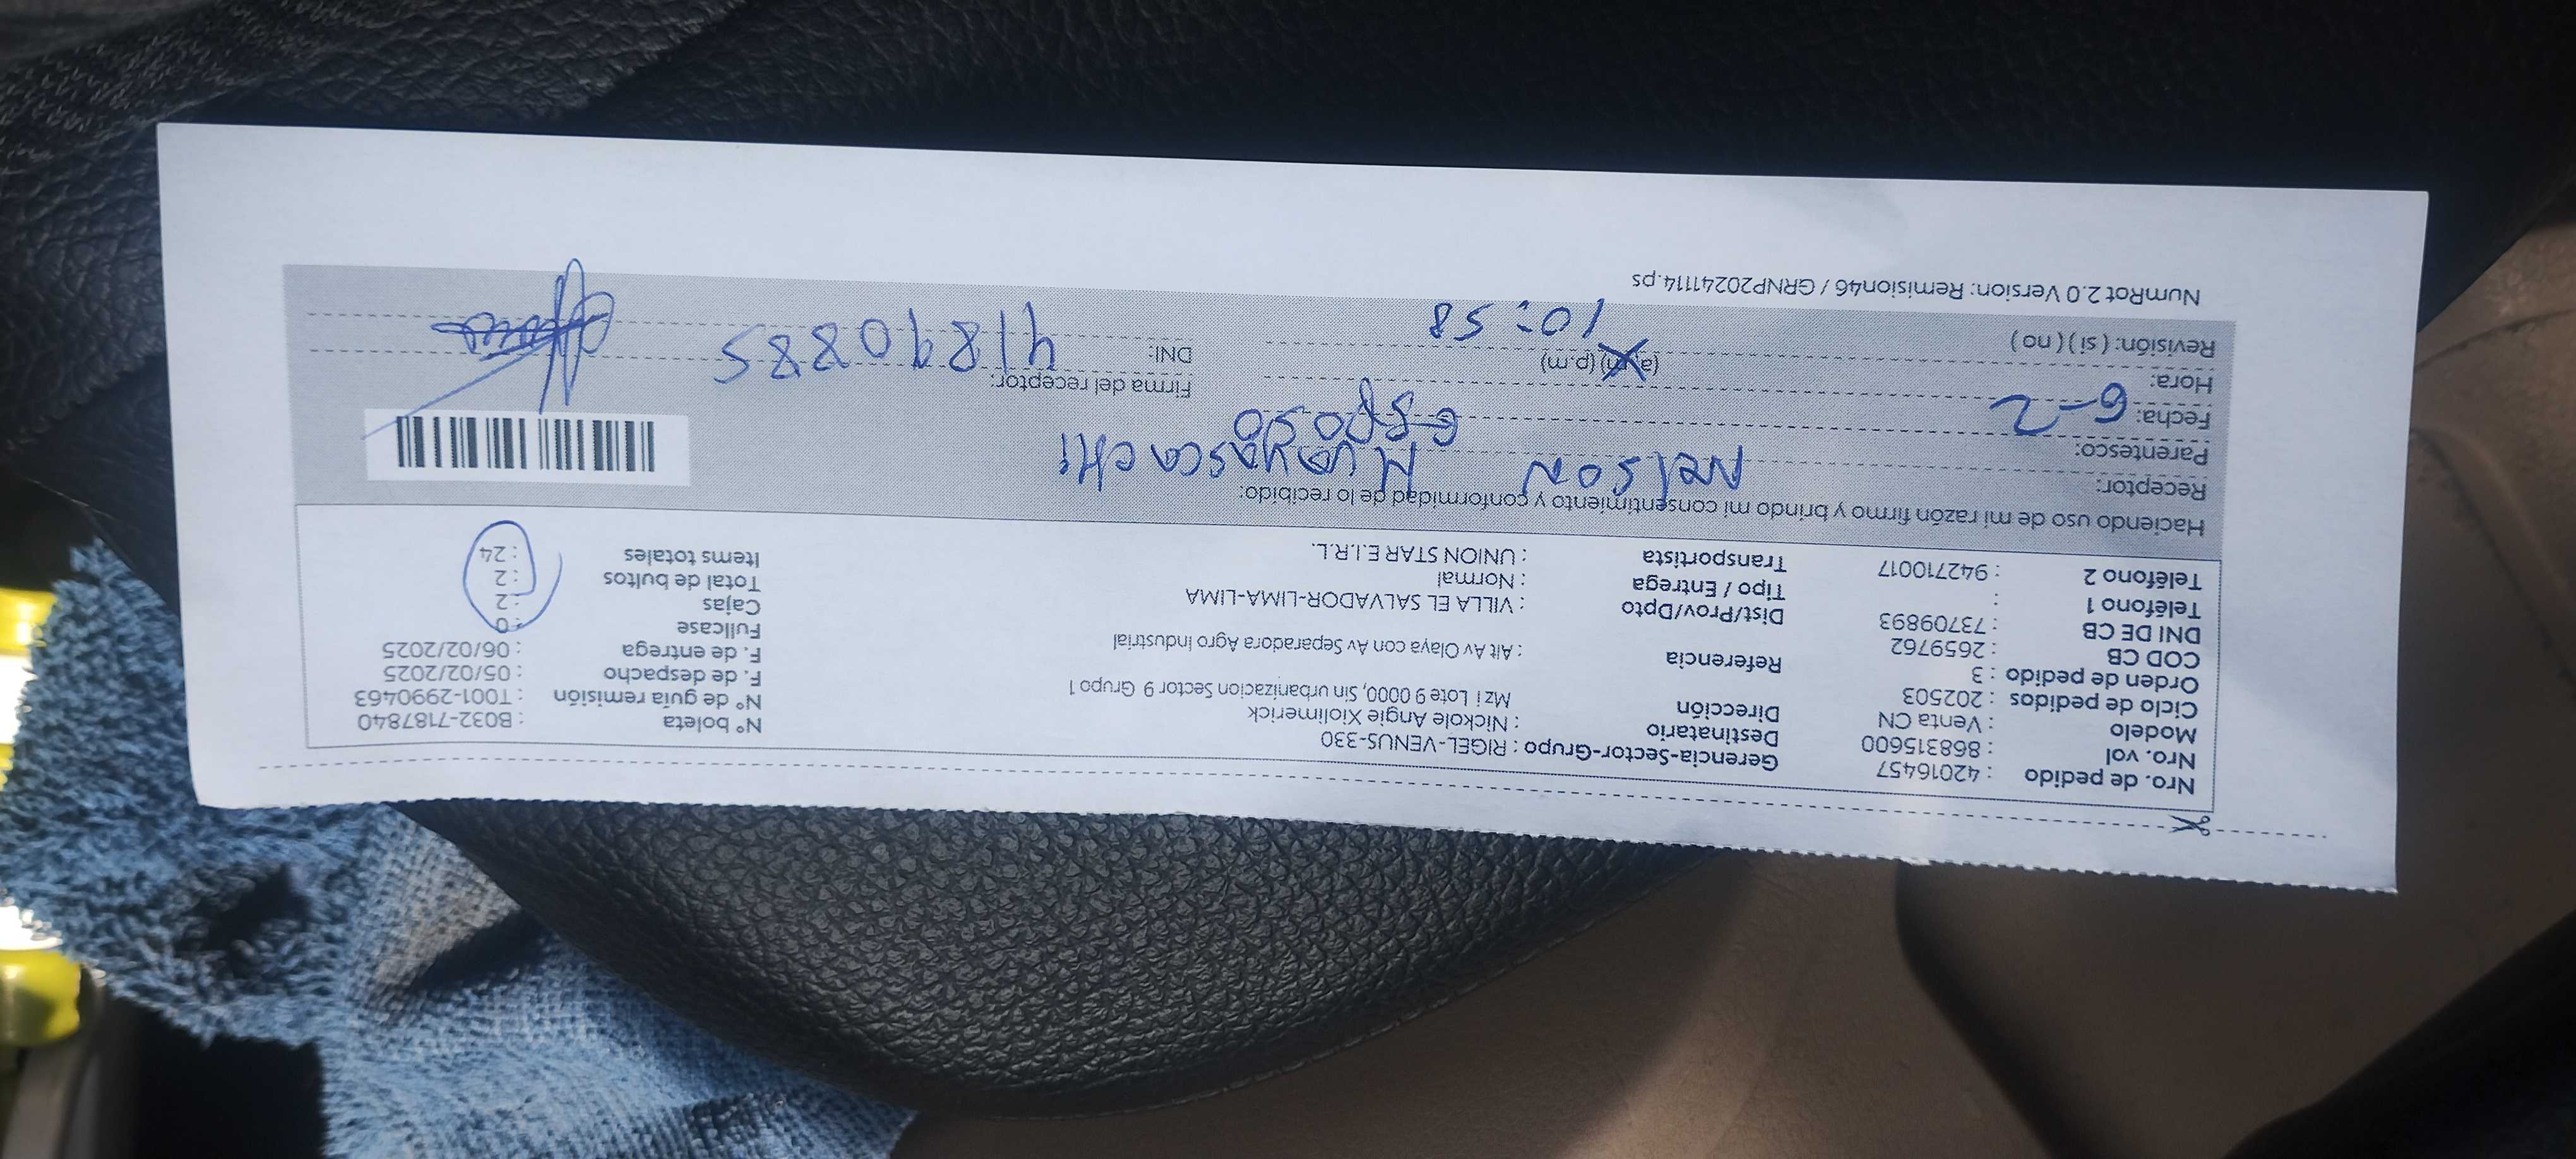 Nro. de pedido : 42016457
Nro. vol : 868315600
Modelo : Venta CN
Ciclo de pedidos : 202503
Orden de pedido : 3
COD CB : 2659762
DNI DE CB : 73709893
Teléfono 1 :
Teléfono 2 : 942710017
Gerencia-Sector-Grupo : RIGEL-VENUS-330
Destinatario : Nickole Angie Xiolimerick
Dirección Mz I Lote 9 0000, Sin urbanizacion Sector 9 Grupo 1
Referencia : Alt Av Olaya con Av Separadora Agro Industrial
Dist/Prov/Dpto : VILLA EL SALVADOR-LIMA-LIMA
Tipo / Entrega : Normal
Transportista : UNION STAR E.I.R.L.
N° boleta : B032-7187840
N° de guía remisión : T001-2990463
F. de despacho : 05/02/2025
F. de entrega : 06/02/2025
Fullcase : 0
Cajas : 2
Total de bultos : 2
Items totales : 24
Haciendo uso de mi razón firmo y brindo mi consentimiento y conformidad de lo recibido:
Receptor: Nelson
Parentesco: esposo
Fecha: 6-2
Hora: (a.m) (p.m) 10:58
Revisión: ( si ) ( no )
Firma del receptor:
DNI: 41890885
NumRot 2.0 Version: Remision46 / GRNP20241114.ps